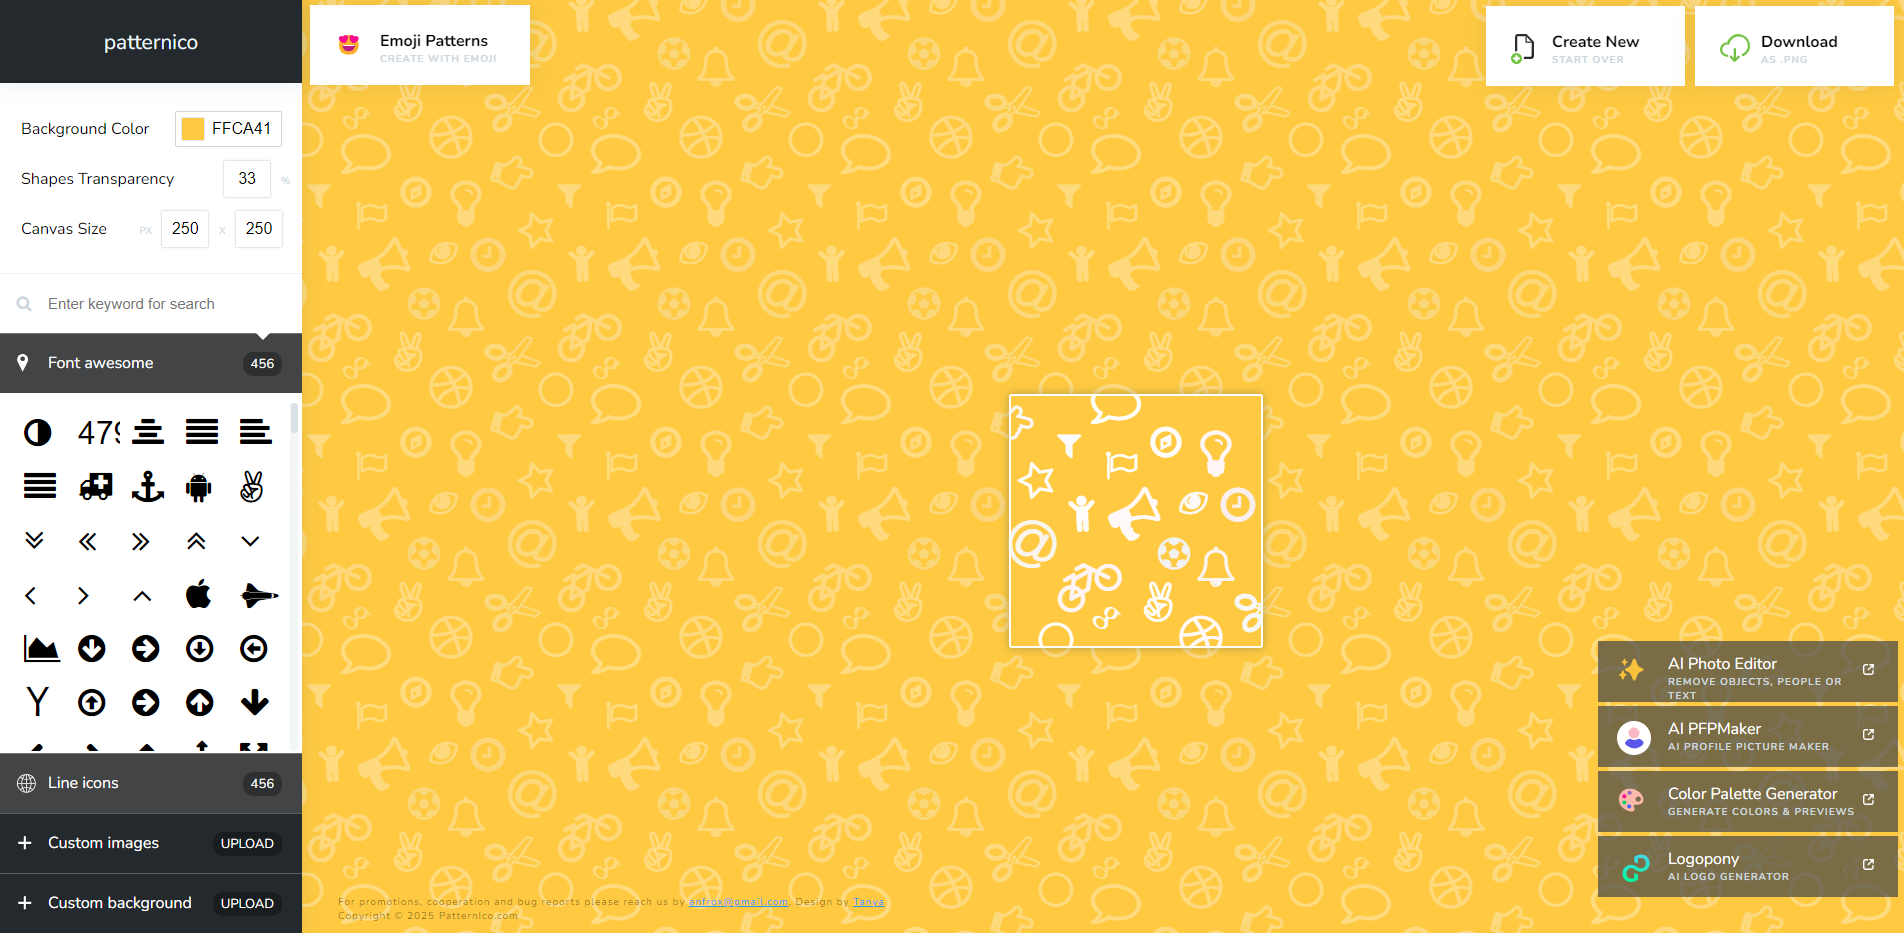 patternico
Emoji Patterns
CREATE WITH EMOJI
Create New
START OVER
Download
AS .PNG
Background Color
FFCA41
Shapes Transparency
33
%
Canvas Size
PX
250
X
250
Enter keyword for search
Font awesome
456
479
Line icons
456
Custom images
UPLOAD
Custom background
UPLOAD
AI Photo Editor
REMOVE OBJECTS, PEOPLE OR
TEXT
AI PFPMaker
AI PROFILE PICTURE MAKER
Color Palette Generator
GENERATE COLORS & PREVIEWS
Logopony
AI LOGO GENERATOR
For promotions, cooperation and bug reports please reach us by anfrox@gmail.com. Design by Tanya
Copyright © 2025 PatternIco.com